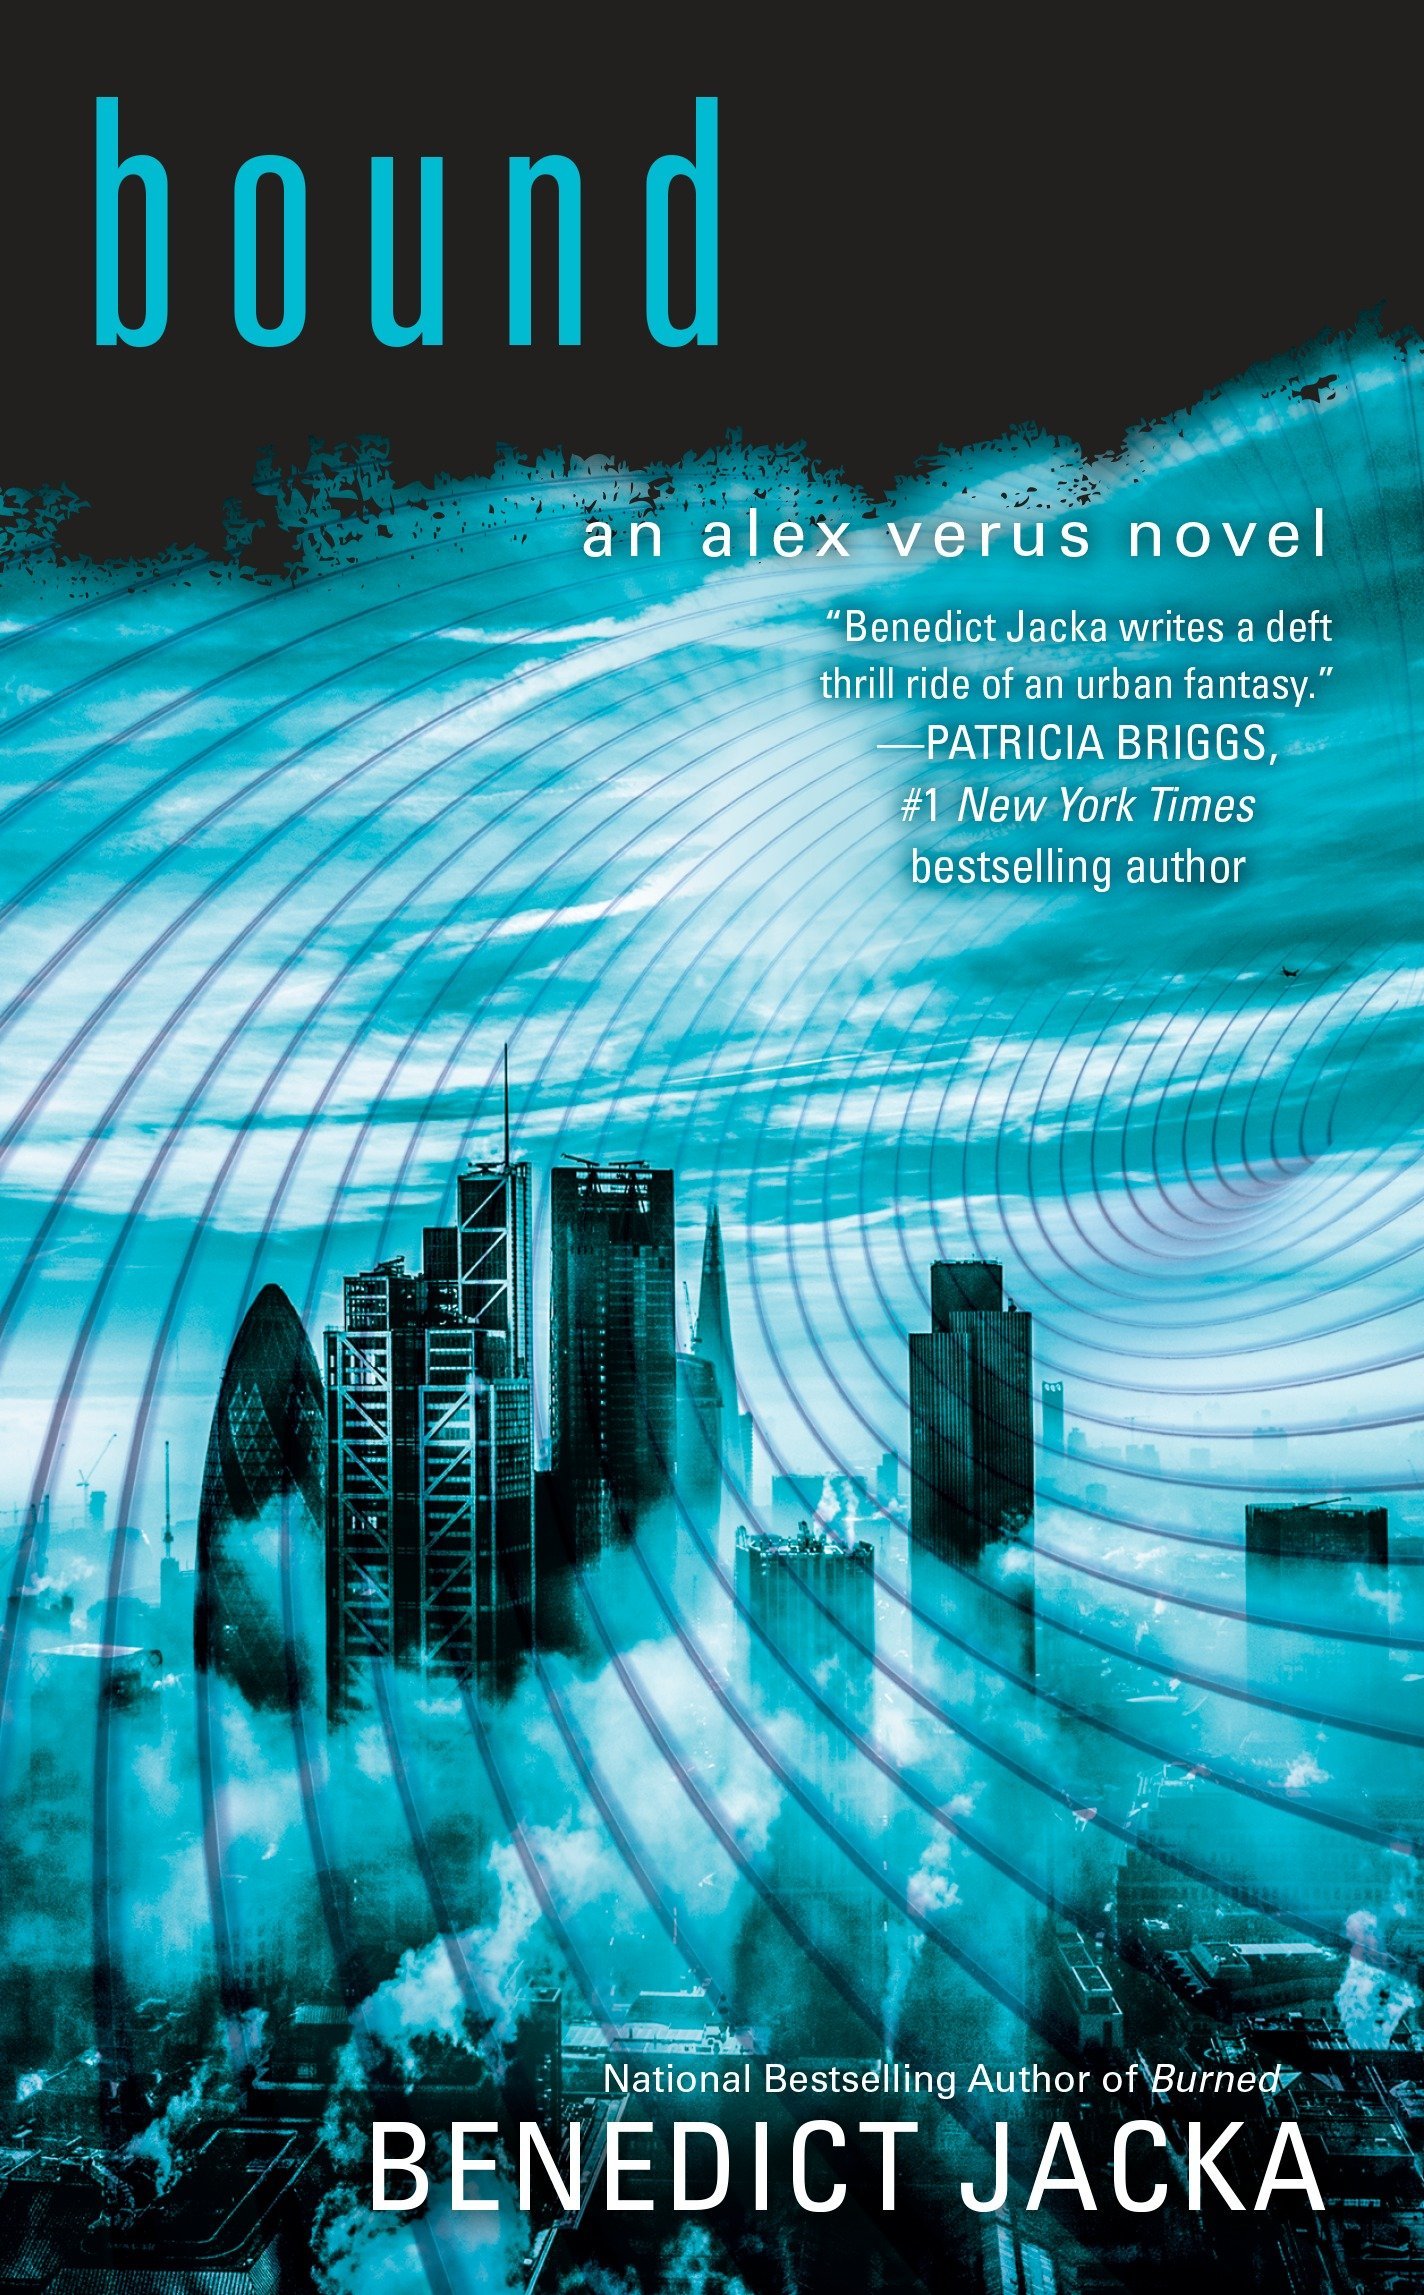 bound
an alex verus novel
“Benedict Jacka writes a deft
thrill ride of an urban fantasy.”
—PATRICIA BRIGGS,
#1 New York Times
bestselling author
National Bestselling Author of Burned
BENEDICT JACKA